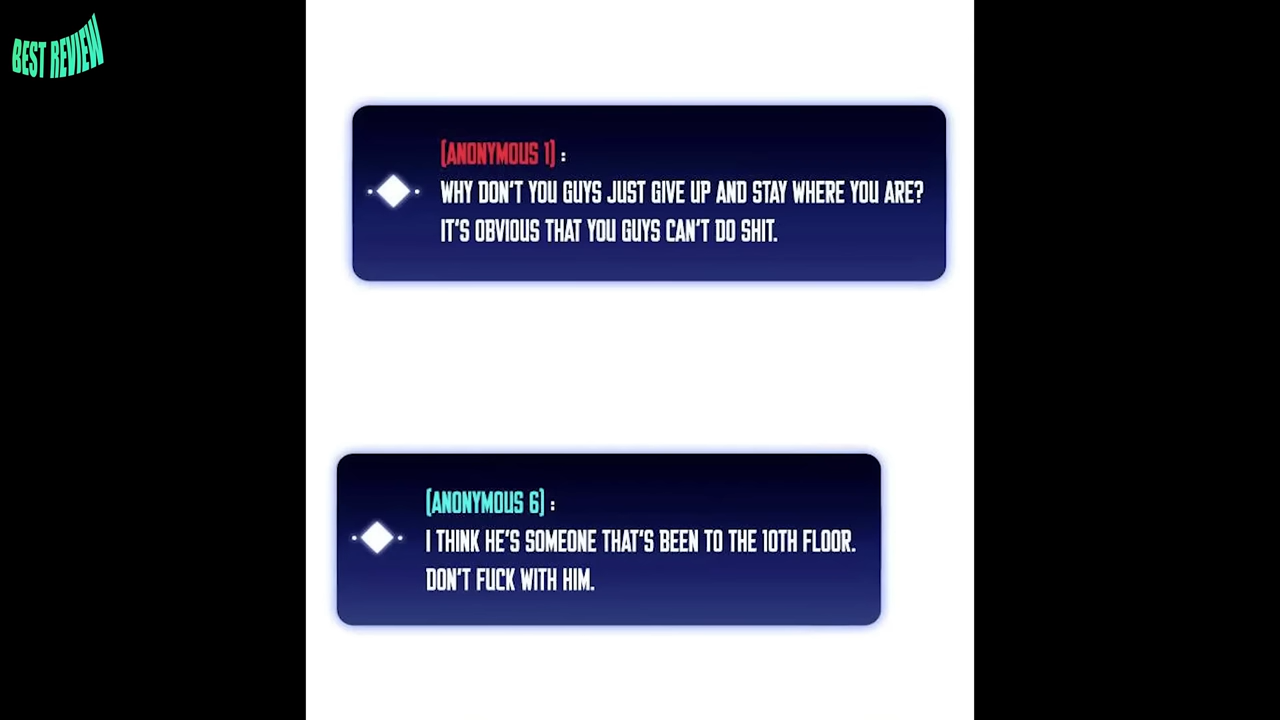 BEST REVIEW
[ANONYMOUS 1] :
WHY DON'T YOU GUYS JUST GIVE UP AND STAY WHERE YOU ARE?
IT'S OBVIOUS THAT YOU GUYS CAN'T DO SHIT.
[ANONYMOUS 6] :
I THINK HE'S SOMEONE THAT'S BEEN TO THE 10TH FLOOR.
DON'T FUCK WITH HIM.